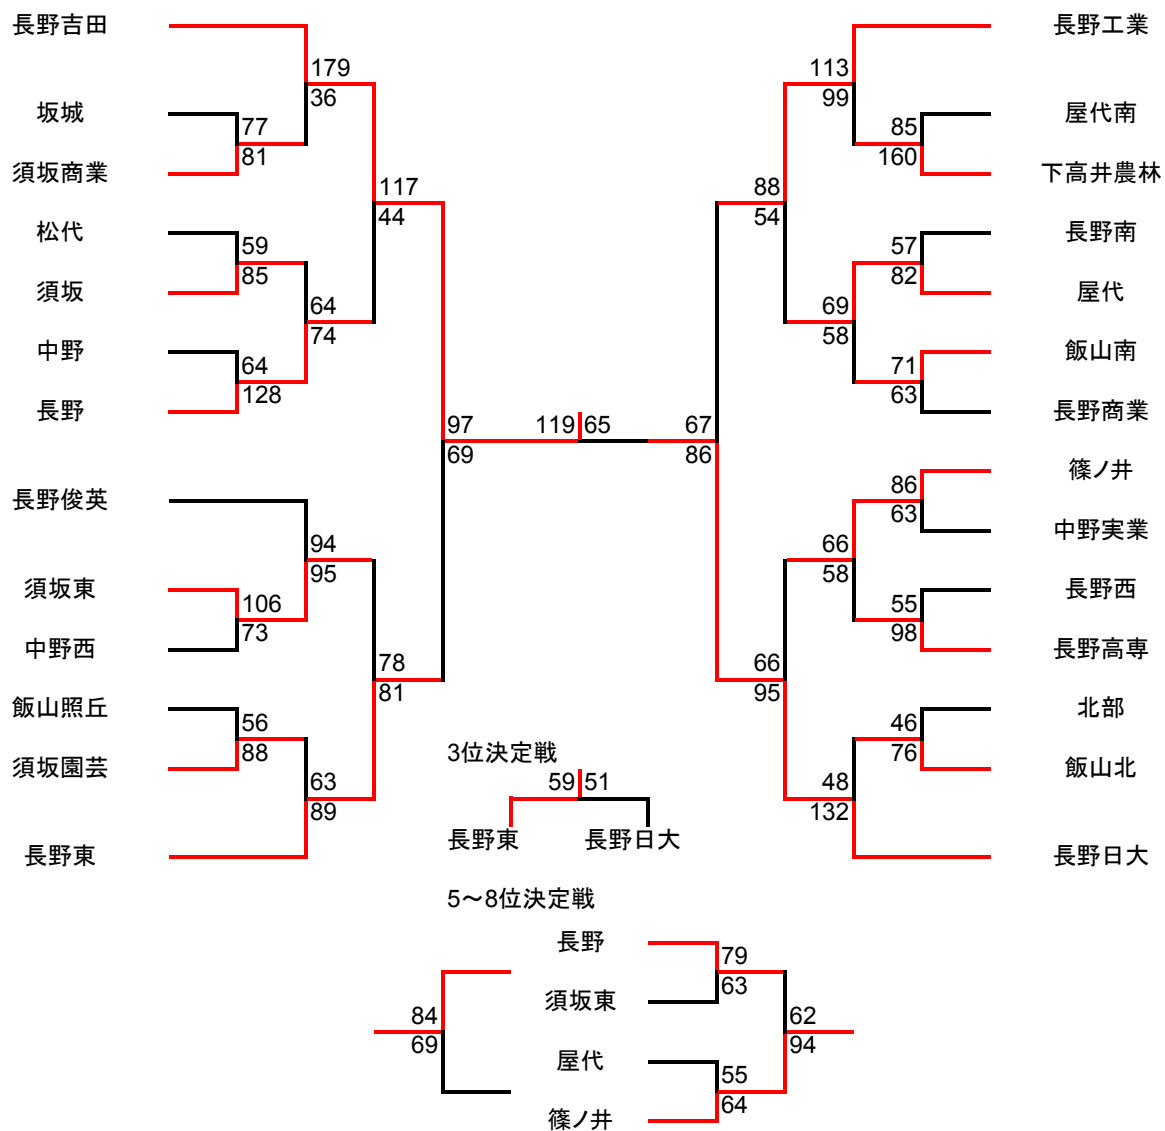 長野吉田
長野工業
179
36
113
99
坂城
77
81
85
160
屋代南
須坂商業
下高井農林
117
44
88
54
松代
59
85
57
82
長野南
須坂
屋代
64
74
69
58
中野
64
128
71
63
飯山南
長野
長野商業
97
69
119
65
67
86
長野俊英
86
63
篠ノ井
中野実業
94
95
66
58
須坂東
106
73
55
98
長野西
中野西
長野高専
78
81
66
95
飯山照丘
56
88
46
76
北部
須坂園芸
飯山北
3位決定戦
63
89
59
51
48
132
長野東
長野東
長野日大
長野日大
5～8位決定戦
長野
79
63
須坂東
84
69
62
94
屋代
55
64
篠ノ井